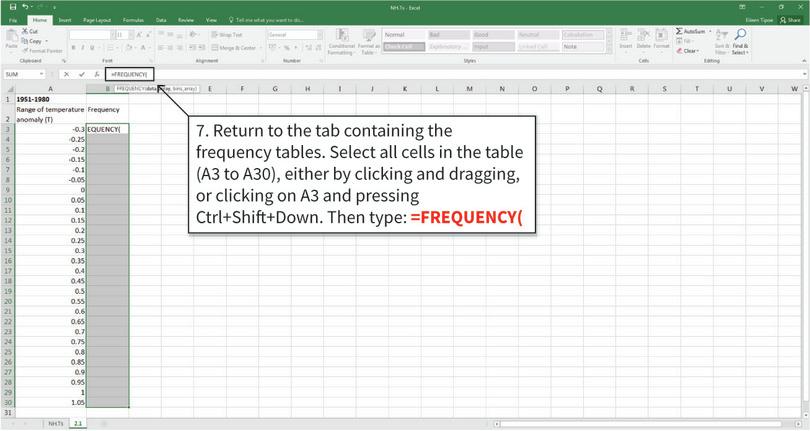 NH.Ts - Excel
File Home Insert Page Layout Formulas Data Review View Tell me what you want to do... Eileen Tipoe Share
Cut
Copy
Format Painter
Paste
Wrap Text
Merge & Center
General
Conditional Formatting
Format as Table
Normal Bad Good Neutral Calculation
Check Cell Explanatory ... Input Linked Cell Note
Insert Delete Format
AutoSum
Fill
Clear
Sort & Filter
Find & Select
Clipboard Font Alignment Number Styles Cells Editing
SUM =FREQUENCY(
FREQUENCY(data_array, bins_array)
A B C D E F G H I J K L M N O P Q R S T U V W
1 1951-1980
2 Range of temperature anomaly (T) Frequency
3 -0.3 EQUENCY(
4 -0.25
5 -0.2
6 -0.15
7 -0.1
8 -0.05
9 0
10 0.05
11 0.1
12 0.15
13 0.2
14 0.25
15 0.3
16 0.35
17 0.4
18 0.45
19 0.5
20 0.55
21 0.6
22 0.65
23 0.7
24 0.75
25 0.8
26 0.85
27 0.9
28 0.95
29 1
30 1.05
31
7. Return to the tab containing the
frequency tables. Select all cells in the table
(A3 to A30), either by clicking and dragging,
or clicking on A3 and pressing
Ctrl+Shift+Down. Then type: =FREQUENCY(
NH.Ts 2.1